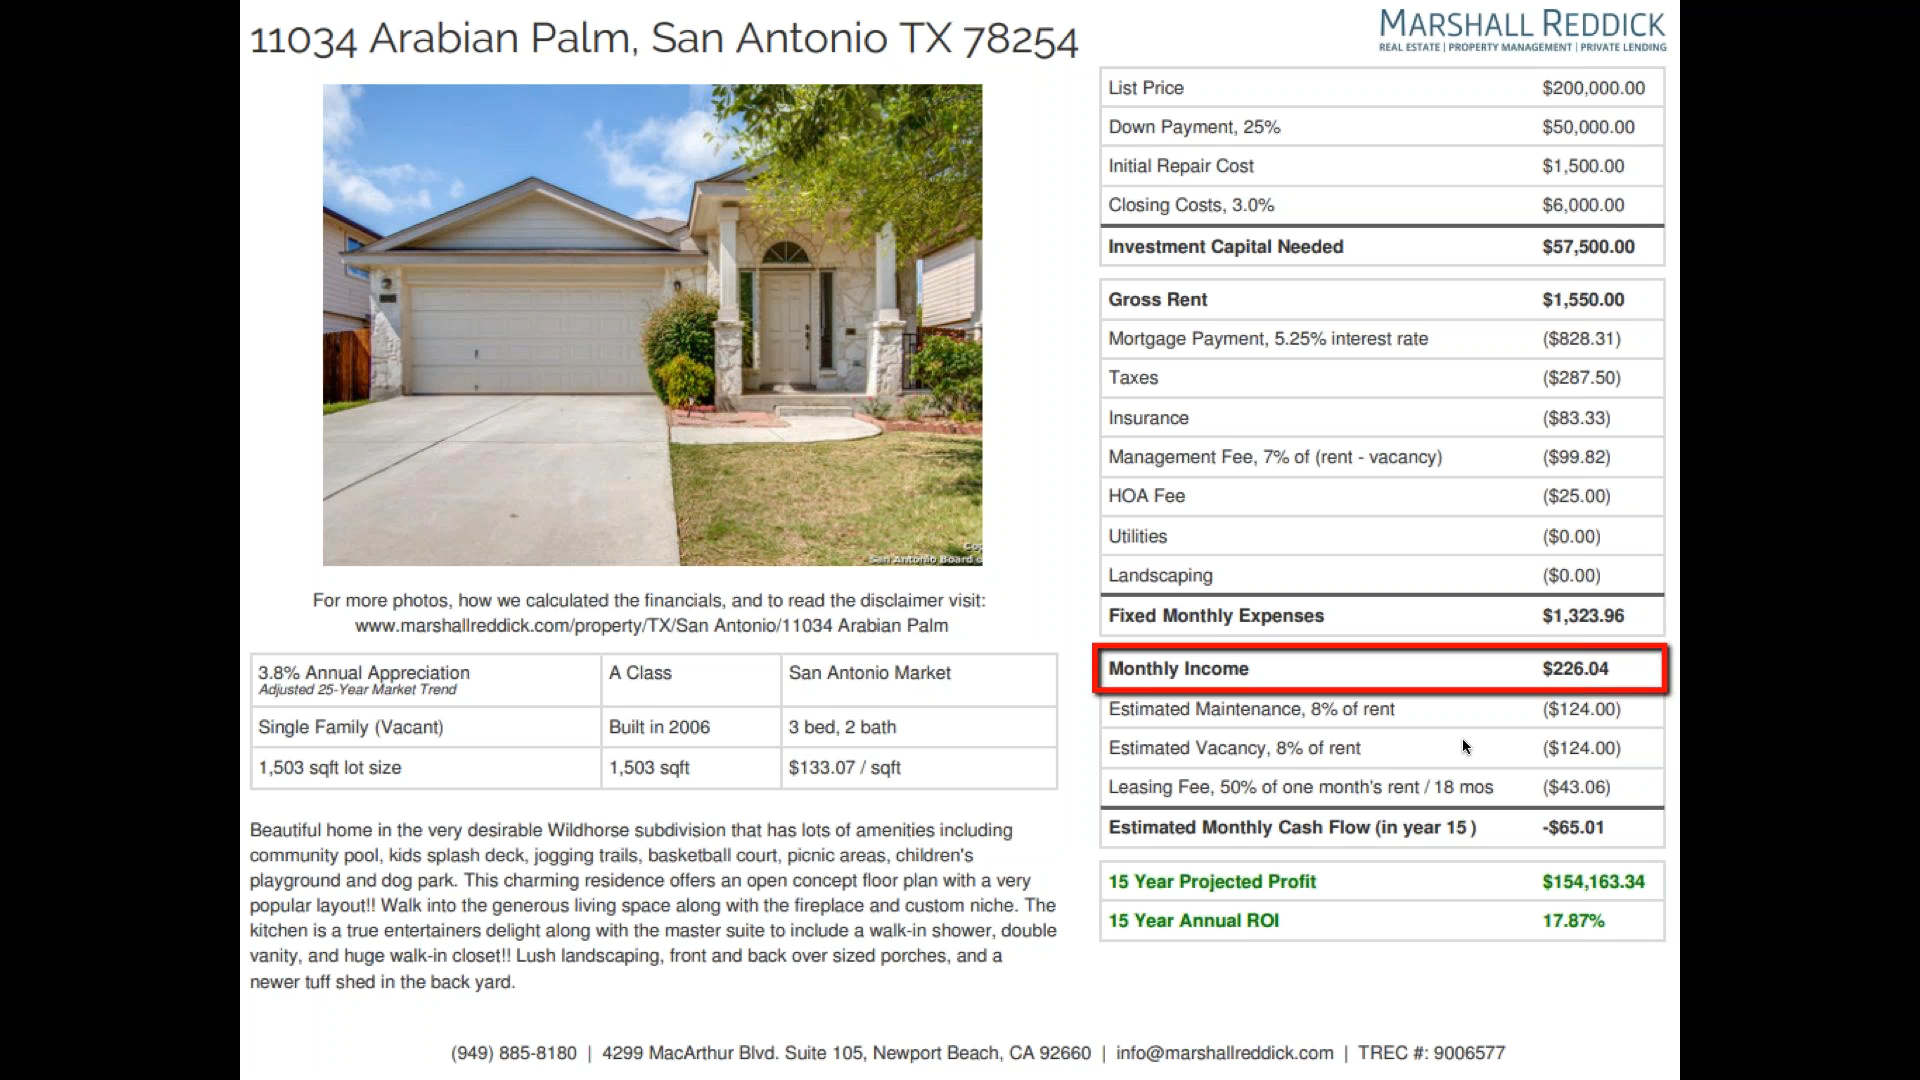 11034 Arabian Palm, San Antonio TX 78254
MARSHALL REDDICK
REAL ESTATE | PROPERTY MANAGEMENT | PRIVATE LENDING
San Antonio Board
For more photos, how we calculated the financials, and to read the disclaimer visit:
www.marshallreddick.com/property/TX/San Antonio/11034 Arabian Palm
3.8% Annual Appreciation
Adjusted 25-Year Market Trend
A Class
San Antonio Market
Single Family (Vacant)
Built in 2006
3 bed, 2 bath
1,503 sqft lot size
1,503 sqft
$133.07 / sqft
Beautiful home in the very desirable Wildhorse subdivision that has lots of amenities including
community pool, kids splash deck, jogging trails, basketball court, picnic areas, children's
playground and dog park. This charming residence offers an open concept floor plan with a very
popular layout!! Walk into the generous living space along with the fireplace and custom niche. The
kitchen is a true entertainers delight along with the master suite to include a walk-in shower, double
vanity, and huge walk-in closet!! Lush landscaping, front and back over sized porches, and a
newer tuff shed in the back yard.
List Price $200,000.00
Down Payment, 25% $50,000.00
Initial Repair Cost $1,500.00
Closing Costs, 3.0% $6,000.00
Investment Capital Needed $57,500.00
Gross Rent $1,550.00
Mortgage Payment, 5.25% interest rate ($828.31)
Taxes ($287.50)
Insurance ($83.33)
Management Fee, 7% of (rent - vacancy) ($99.82)
HOA Fee ($25.00)
Utilities ($0.00)
Landscaping ($0.00)
Fixed Monthly Expenses $1,323.96
Monthly Income $226.04
Estimated Maintenance, 8% of rent ($124.00)
Estimated Vacancy, 8% of rent ($124.00)
Leasing Fee, 50% of one month's rent / 18 mos ($43.06)
Estimated Monthly Cash Flow (in year 15 ) -$65.01
15 Year Projected Profit $154,163.34
15 Year Annual ROI 17.87%
(949) 885-8180 | 4299 MacArthur Blvd. Suite 105, Newport Beach, CA 92660 | info@marshallreddick.com | TREC #: 9006577